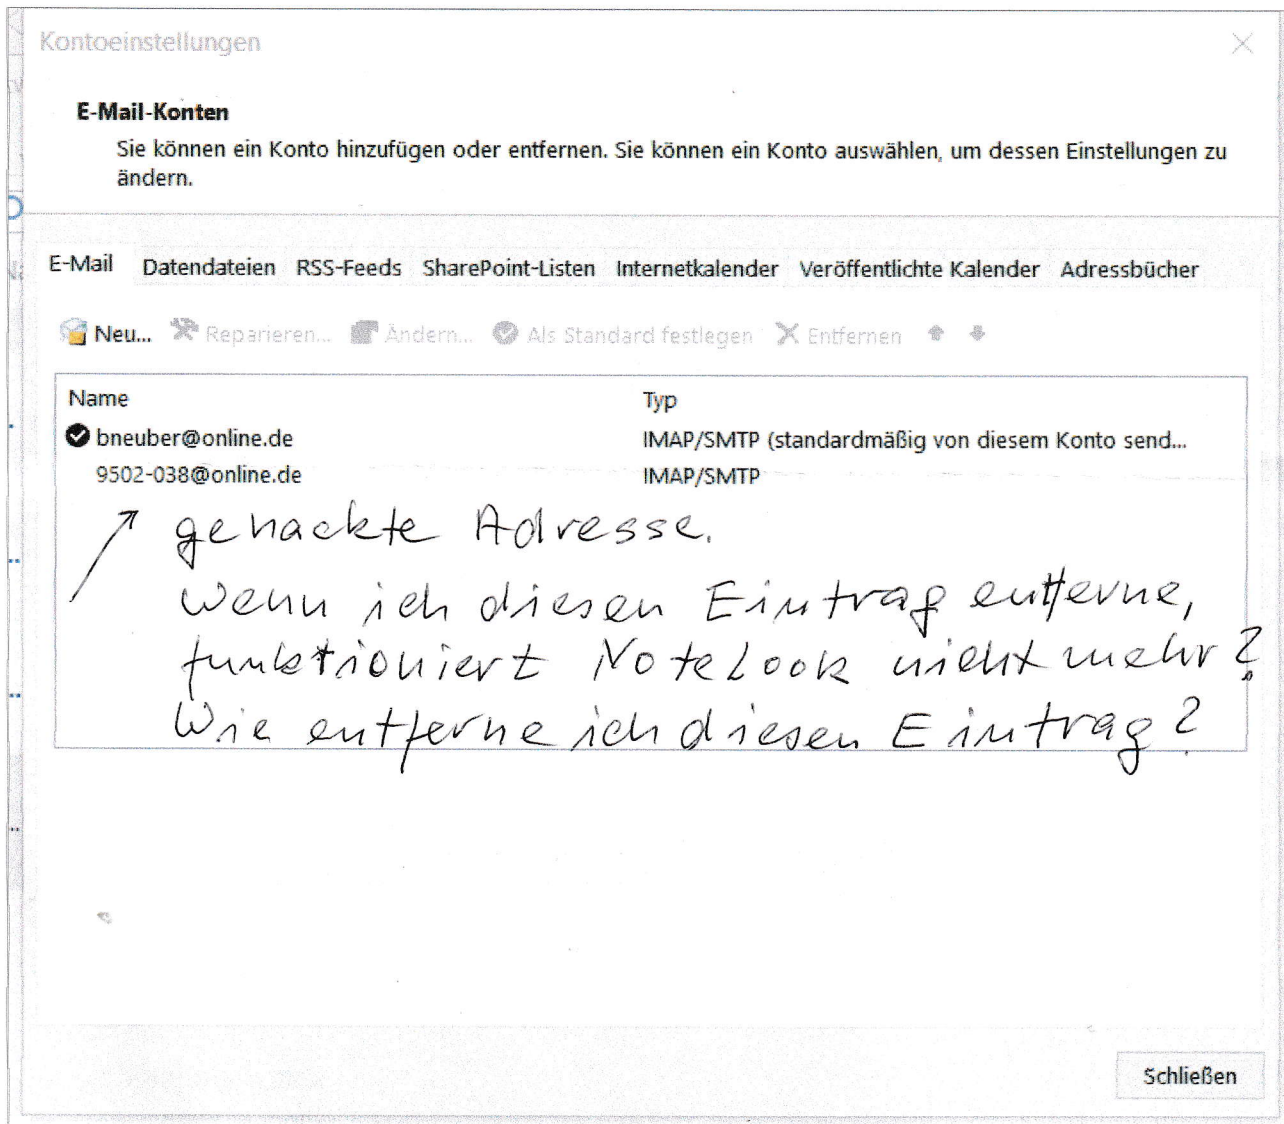 Kontoeinstellungen
E-Mail-Konten
Sie können ein Konto hinzufügen oder entfernen. Sie können ein Konto auswählen, um dessen Einstellungen zu
ändern.
E-Mail Datendateien RSS-Feeds SharePoint-Listen Internetkalender Veröffentlichte Kalender Adressbücher
Neu... Reparieren... Ändern... Als Standard festlegen Entfernen
Name Typ
bneuber@online.de IMAP/SMTP (standardmäßig von diesem Konto send...
9502-038@online.de IMAP/SMTP
gehackte Adresse.
Wenn ich diesen Eintrag entferne,
funktioniert NoteLook nicht mehr?
Wie entferne ich diesen Eintrag?
Schließen